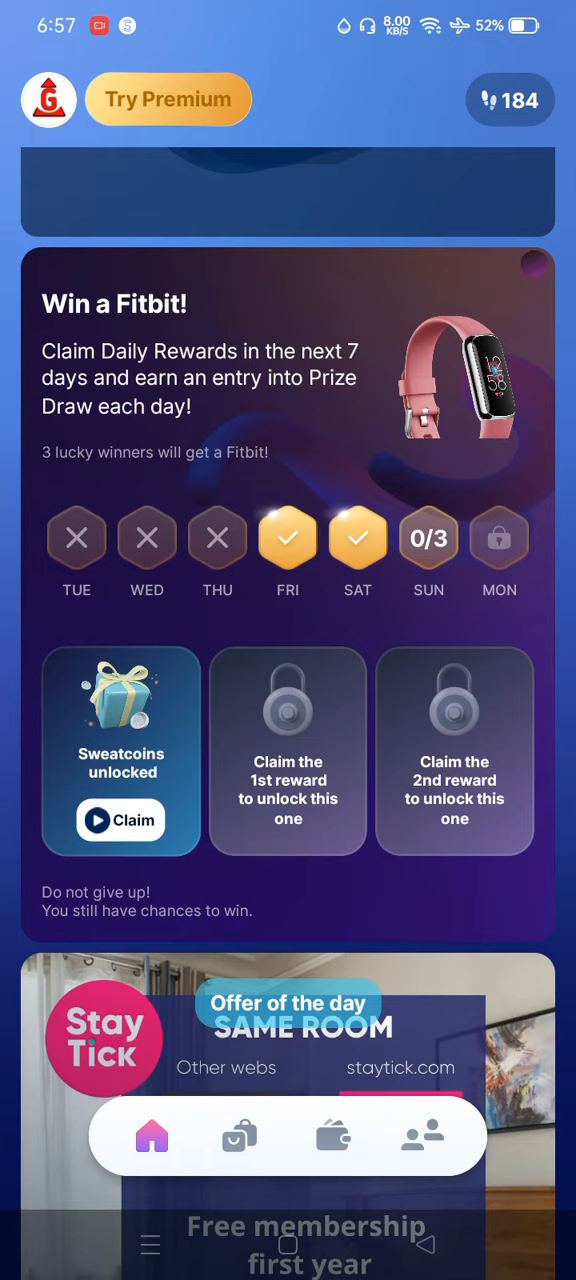 6:57
8.00
KB/S
52%
G
Try Premium
184
Win a Fitbit!
Claim Daily Rewards in the next 7
days and earn an entry into Prize
Draw each day!
3 lucky winners will get a Fitbit!
0/3
TUE WED THU FRI SAT SUN MON
Sweatcoins
unlocked
Claim
Claim the
1st reward
to unlock this
one
Claim the
2nd reward
to unlock this
one
Do not give up!
You still have chances to win.
Offer of the day
Stay
Tick
SAME ROOM
Other webs
staytick.com
Free membership
first year